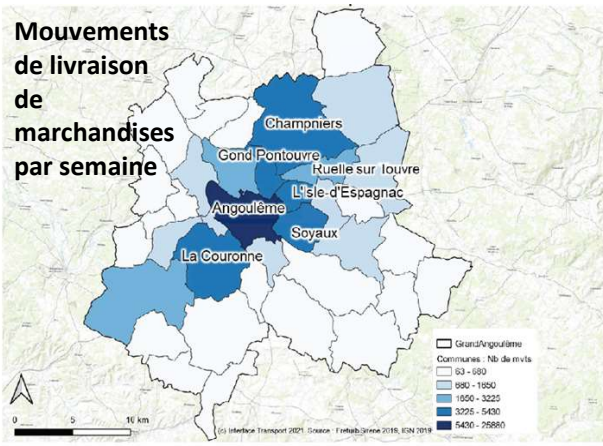 Mouvements
de livraison
de
marchandises
par semaine
Champniers
Gond Pontouvre
Ruelle sur Touvre
L'Isle-d'Espagnac
Angoulême
Soyaux
La Couronne
GrandAngoulême
Communes : Nb de mvts
63 - 680
680 - 1650
1650 - 3225
3225 - 5430
5430 - 25880
0 5 10 km
(c) Interface Transport 2021 Source : Freturb Sirene 2019, IGN 2019